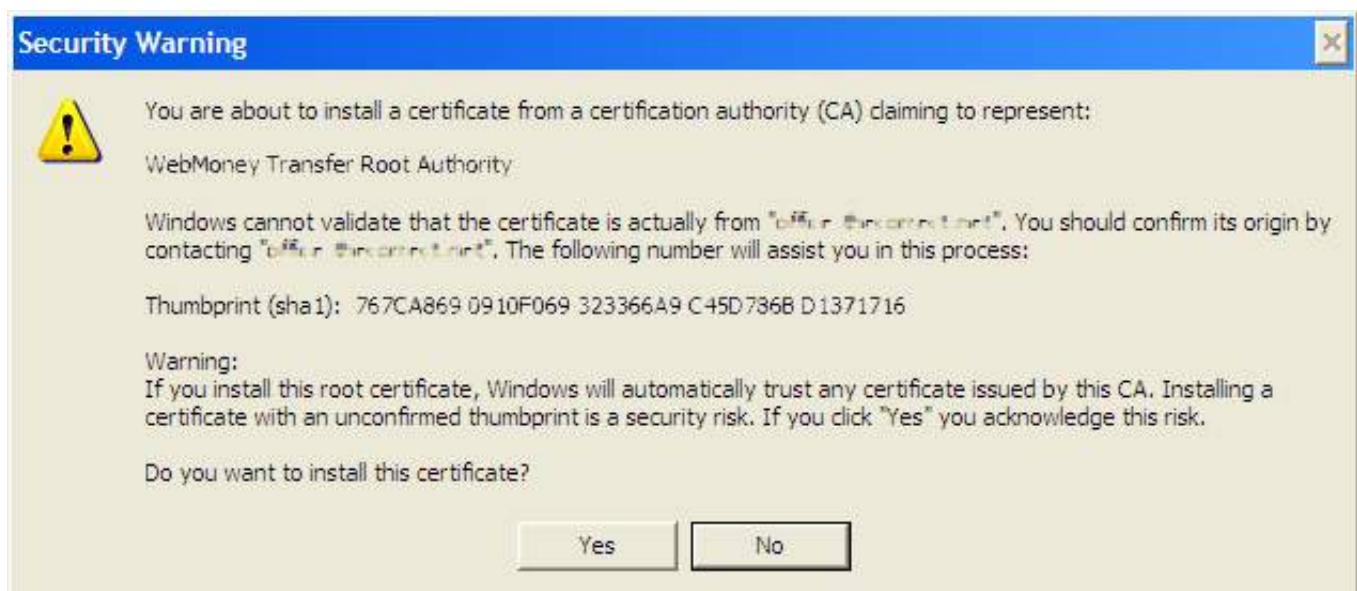 Security Warning
You are about to install a certificate from a certification authority (CA) claiming to represent:
WebMoney Transfer Root Authority
Windows cannot validate that the certificate is actually from "". You should confirm its origin by
contacting "". The following number will assist you in this process:
Thumbprint (sha1): 767CA869 0910F069 323366A9 C45D786B D1371716
Warning:
If you install this root certificate, Windows will automatically trust any certificate issued by this CA. Installing a
certificate with an unconfirmed thumbprint is a security risk. If you click "Yes" you acknowledge this risk.
Do you want to install this certificate?
Yes
No